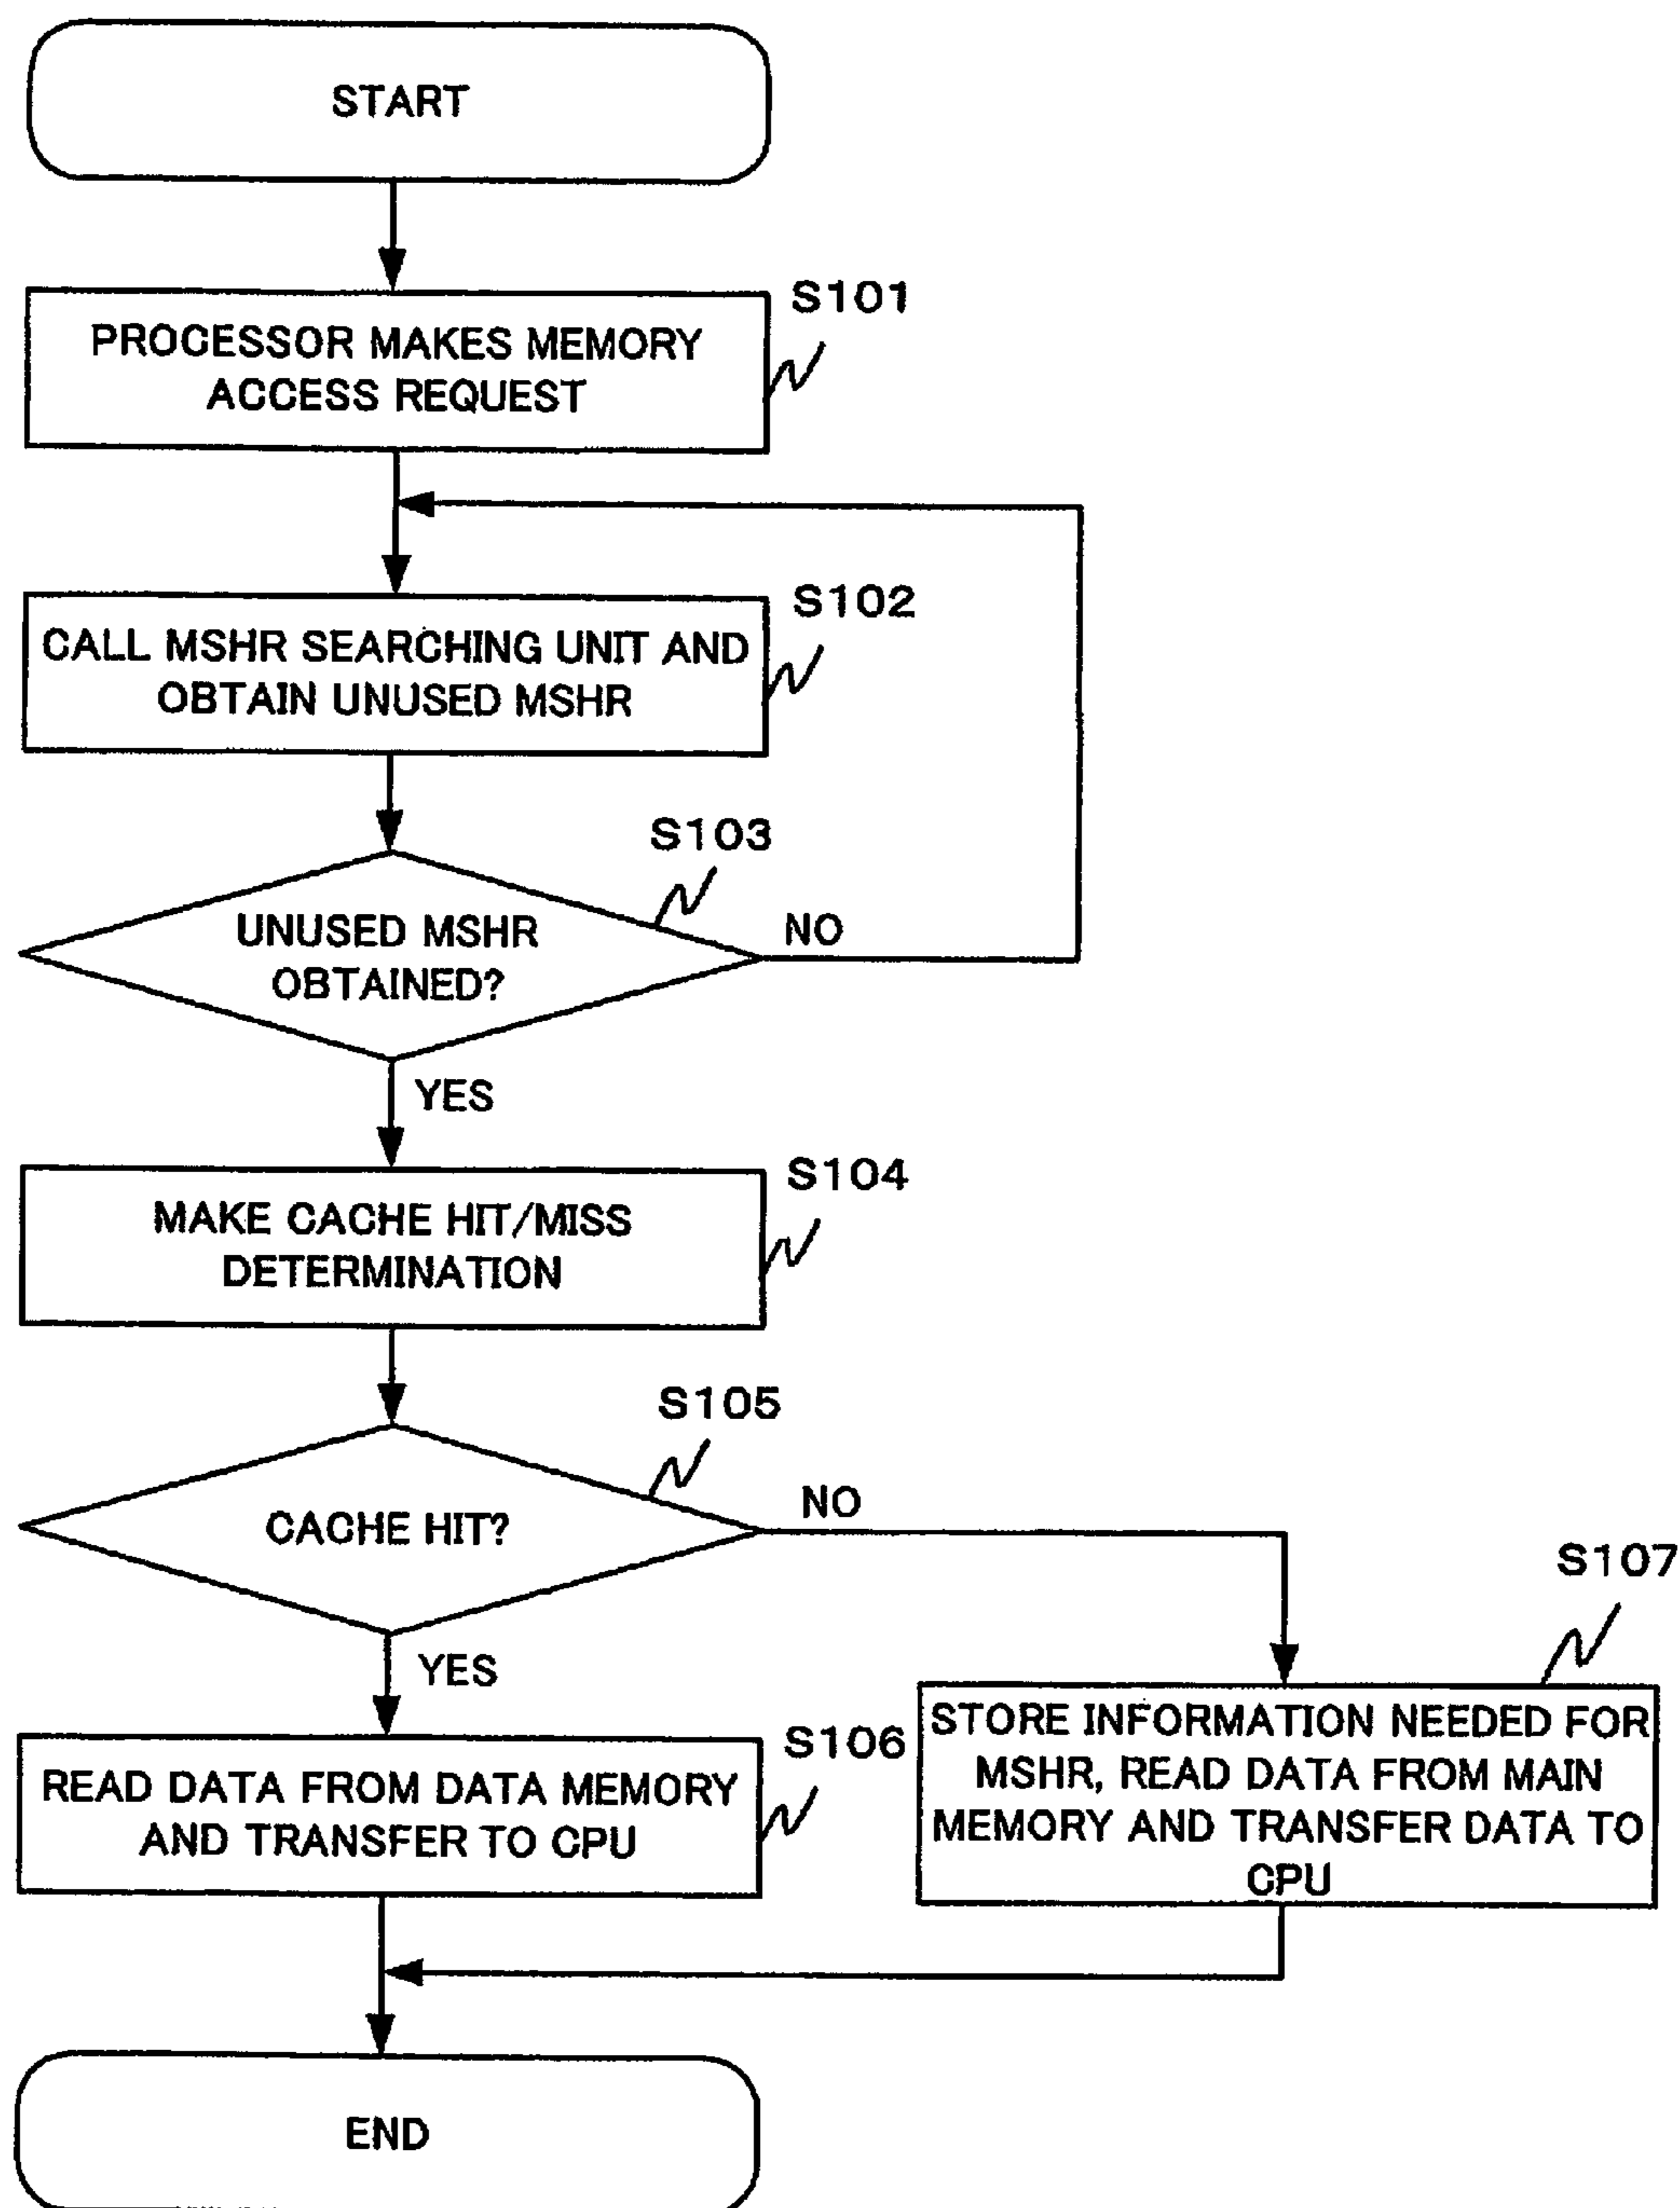 START
S101
PROCESSOR MAKES MEMORY
ACCESS REQUEST
S102
CALL MSHR SEARCHING UNIT AND
OBTAIN UNUSED MSHR
S103
UNUSED MSHR
OBTAINED?
NO
YES
S104
MAKE CACHE HIT/MISS
DETERMINATION
S105
CACHE HIT?
NO
YES
S106
READ DATA FROM DATA MEMORY
AND TRANSFER TO CPU
S107
STORE INFORMATION NEEDED FOR
MSHR, READ DATA FROM MAIN
MEMORY AND TRANSFER DATA TO
CPU
END